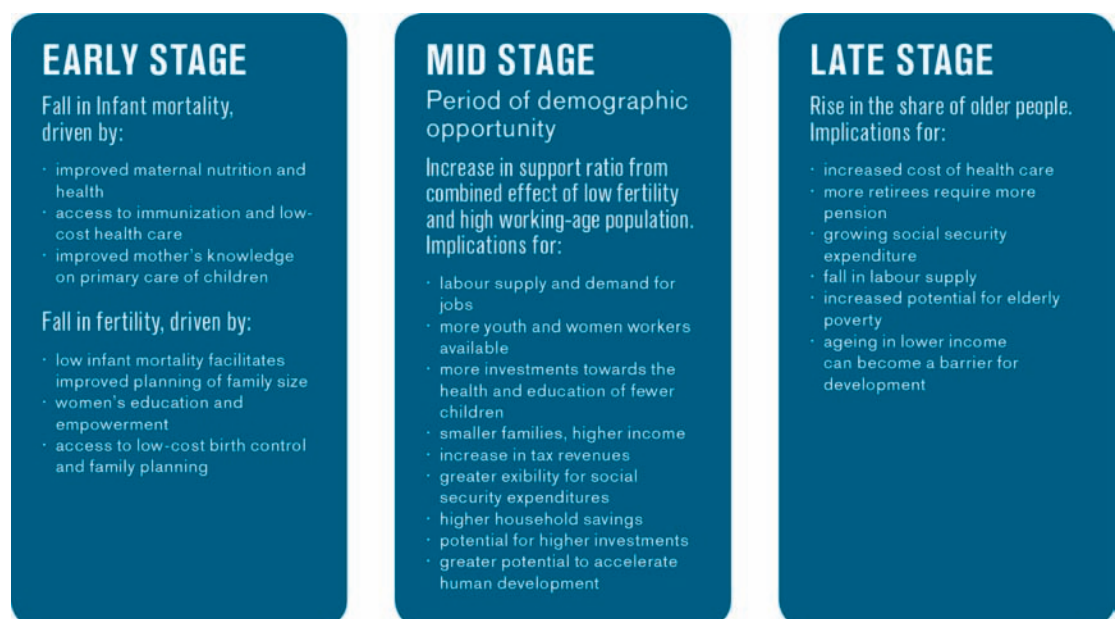 EARLY STAGE
Fall in Infant mortality,
driven by:
· improved maternal nutrition and
health
· access to immunization and low-
cost health care
· improved mother's knowledge
on primary care of children
Fall in fertility, driven by:
· low infant mortality facilitates
improved planning of family size
· women's education and
empowerment
· access to low-cost birth control
and family planning
MID STAGE
Period of demographic
opportunity
Increase in support ratio from
combined effect of low fertility
and high working-age population.
Implications for:
· labour supply and demand for
jobs
· more youth and women workers
available
· more investments towards the
health and education of fewer
children
· smaller families, higher income
· increase in tax revenues
· greater exibility for social
security expenditures
· higher household savings
· potential for higher investments
· greater potential to accelerate
human development
LATE STAGE
Rise in the share of older people.
Implications for:
· increased cost of health care
· more retirees require more
pension
· growing social security
expenditure
· fall in labour supply
· increased potential for elderly
poverty
· ageing in lower income
can become a barrier for
development